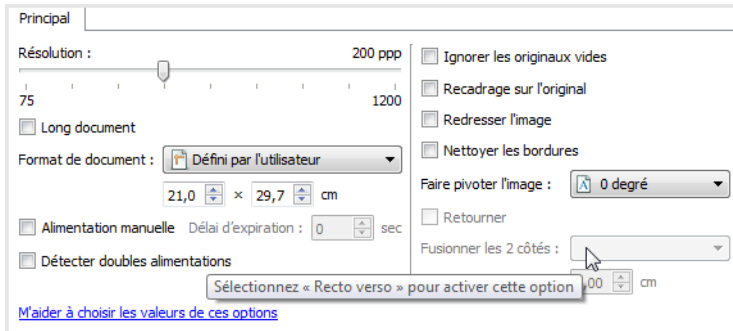 Principal
Résolution :
200 ppp
75
1200
Long document
Format de document :
Défini par l'utilisateur
21,0 × 29,7 cm
Alimentation manuelle Délai d'expiration : 0 sec
Détecter doubles alimentations
M'aider à choisir les valeurs de ces options
Ignorer les originaux vides
Recadrage sur l'original
Redresser l'image
Nettoyer les bordures
Faire pivoter l'image : 0 degré
Retourner
Fusionner les 2 côtés :
,00 cm
Sélectionnez « Recto verso » pour activer cette option